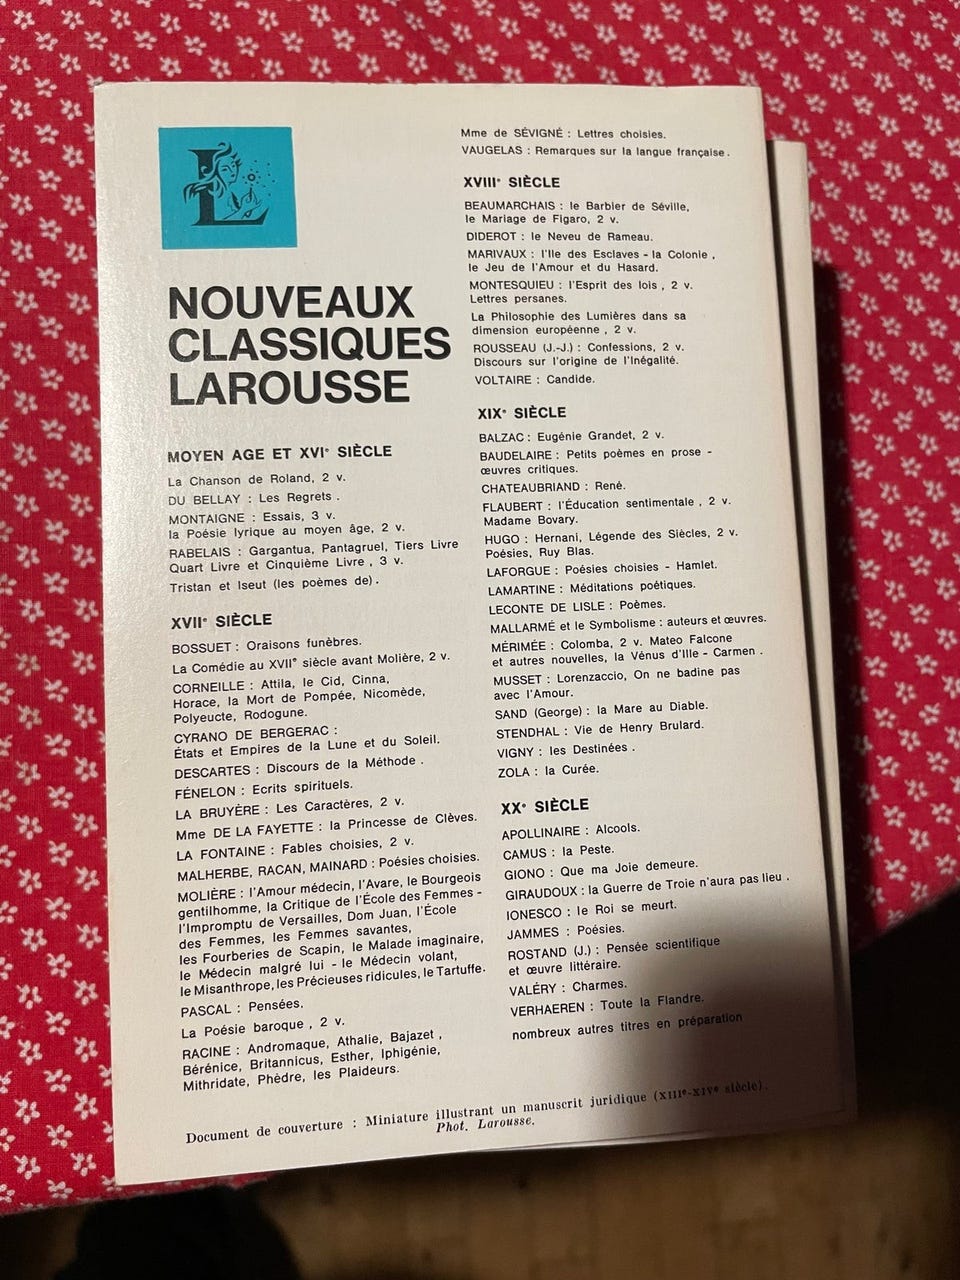 NOUVEAUX
CLASSIQUES
LAROUSSE
MOYEN AGE ET XVIᵉ SIÈCLE
La Chanson de Roland, 2 v.
DU BELLAY : Les Regrets .
MONTAIGNE : Essais, 3 v.
la Poésie lyrique au moyen âge, 2 v.
RABELAIS : Gargantua, Pantagruel, Tiers Livre
Quart Livre et Cinquième Livre , 3 v.
Tristan et Iseut (les poèmes de) .
XVIIᵉ SIÈCLE
BOSSUET : Oraisons funèbres.
La Comédie au XVIIᵉ siècle avant Molière, 2 v.
CORNEILLE : Attila, le Cid, Cinna,
Horace, la Mort de Pompée, Nicomède,
Polyeucte, Rodogune.
CYRANO DE BERGERAC :
États et Empires de la Lune et du Soleil.
DESCARTES : Discours de la Méthode .
FÉNELON : Ecrits spirituels.
LA BRUYÈRE : Les Caractères, 2 v.
Mme DE LA FAYETTE : la Princesse de Clèves.
LA FONTAINE : Fables choisies, 2 v.
MALHERBE, RACAN, MAINARD : Poésies choisies.
MOLIÈRE : l'Amour médecin, l'Avare, le Bourgeois
gentilhomme, la Critique de l'École des Femmes -
l'Impromptu de Versailles, Dom Juan, l'École
des Femmes, les Femmes savantes,
les Fourberies de Scapin, le Malade imaginaire,
le Médecin malgré lui - le Médecin volant,
le Misanthrope, les Précieuses ridicules, le Tartuffe.
PASCAL : Pensées.
La Poésie baroque , 2 v.
RACINE : Andromaque, Athalie, Bajazet ,
Bérénice, Britannicus, Esther, Iphigénie,
Mithridate, Phèdre, les Plaideurs.
Mme de SÉVIGNÉ : Lettres choisies.
VAUGELAS : Remarques sur la langue française .
XVIIIᵉ SIÈCLE
BEAUMARCHAIS : le Barbier de Séville,
le Mariage de Figaro, 2 v.
DIDEROT : le Neveu de Rameau.
MARIVAUX : l'Ile des Esclaves - la Colonie ,
le Jeu de l'Amour et du Hasard.
MONTESQUIEU : l'Esprit des lois , 2 v.
Lettres persanes.
La Philosophie des Lumières dans sa
dimension européenne , 2 v.
ROUSSEAU (J.-J.) : Confessions, 2 v.
Discours sur l'origine de l'Inégalité.
VOLTAIRE : Candide.
XIXᵉ SIÈCLE
BALZAC : Eugénie Grandet, 2 v.
BAUDELAIRE : Petits poèmes en prose -
œuvres critiques.
CHATEAUBRIAND : René.
FLAUBERT : l'Éducation sentimentale , 2 v.
Madame Bovary.
HUGO : Hernani, Légende des Siècles, 2 v.
Poésies, Ruy Blas.
LAFORGUE : Poésies choisies - Hamlet.
LAMARTINE : Méditations poétiques.
LECONTE DE LISLE : Poèmes.
MALLARMÉ et le Symbolisme : auteurs et œuvres.
MÉRIMÉE : Colomba, 2 v. Mateo Falcone
et autres nouvelles, la Vénus d'Ille - Carmen .
MUSSET : Lorenzaccio, On ne badine pas
avec l'Amour.
SAND (George) : la Mare au Diable.
STENDHAL : Vie de Henry Brulard.
VIGNY : les Destinées .
ZOLA : la Curée.
XXᵉ SIÈCLE
APOLLINAIRE : Alcools.
CAMUS : la Peste.
GIONO : Que ma Joie demeure.
GIRAUDOUX : la Guerre de Troie n'aura pas lieu .
IONESCO : le Roi se meurt.
JAMMES : Poésies.
ROSTAND (J.) : Pensée scientifique
et œuvre littéraire.
VALÉRY : Charmes.
VERHAEREN : Toute la Flandre.
nombreux autres titres en préparation
Document de couverture : Miniature illustrant un manuscrit juridique (XIIIᵉ-XIVᵉ siècle).
Phot. Larousse.